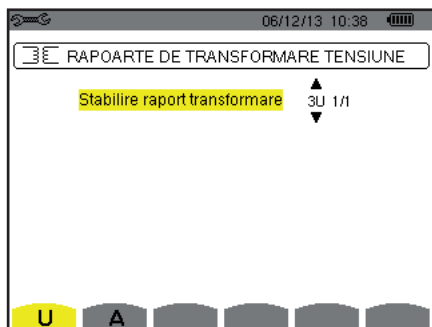 06/12/13 10:38
RAPOARTE DE TRANSFORMARE TENSIUNE
Stabilire raport transformare 3U 1/1
U A